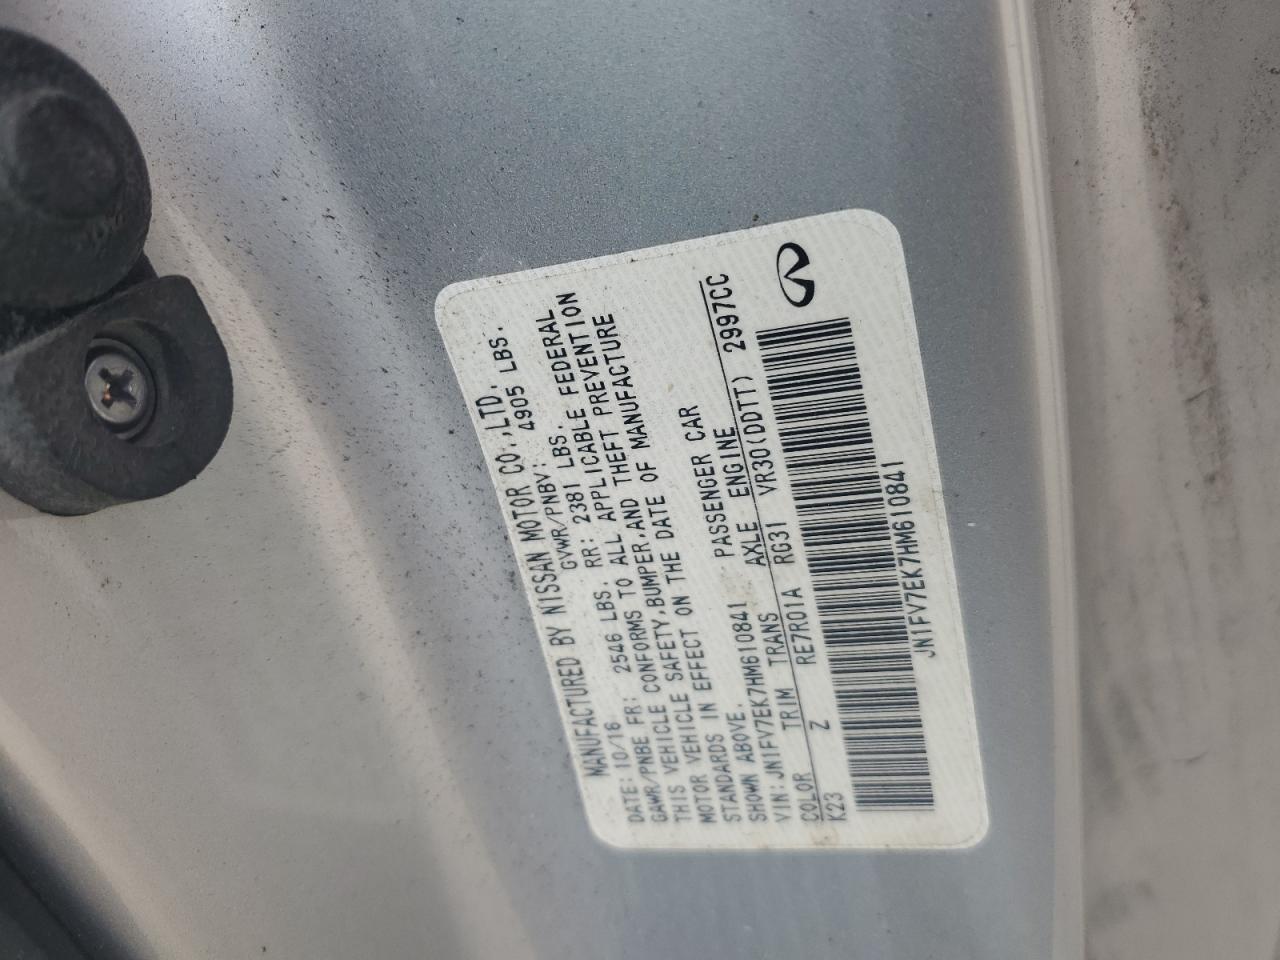 MANUFACTURED BY NISSAN MOTOR CO.,LTD.
DATE: 10/16 GVWR/PNBV: 4905 LBS.
GAWR/PNBE FR: 2546 LBS. RR: 2381 LBS.
THIS VEHICLE CONFORMS TO ALL APPLICABLE FEDERAL
MOTOR VEHICLE SAFETY,BUMPER,AND THEFT PREVENTION
STANDARDS IN EFFECT ON THE DATE OF MANUFACTURE
SHOWN ABOVE.
VIN:JN1FV7EK7HM610841 PASSENGER CAR
COLOR TRIM TRANS AXLE ENGINE
K23 Z RE7R01A RG31 VR30(DDTT) 2997CC
JN1FV7EK7HM610841